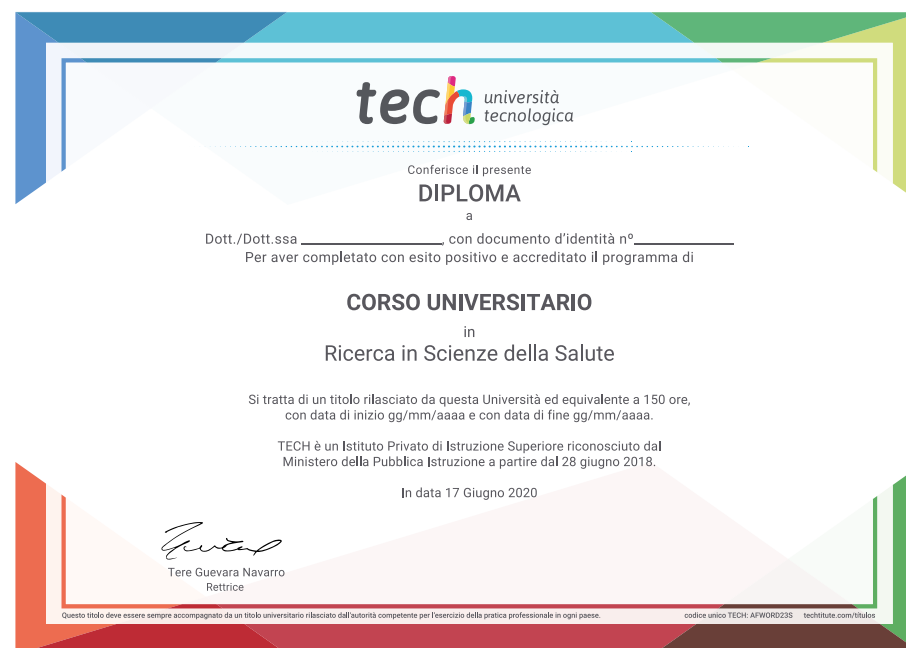 tech università
tecnologica
Conferisce il presente
DIPLOMA
a
Dott./Dott.ssa ____________________, con documento d'identità nº______________
Per aver completato con esito positivo e accreditato il programma di
CORSO UNIVERSITARIO
in
Ricerca in Scienze della Salute
Si tratta di un titolo rilasciato da questa Università ed equivalente a 150 ore,
con data di inizio gg/mm/aaaa e con data di fine gg/mm/aaaa.
TECH è un Istituto Privato di Istruzione Superiore riconosciuto dal
Ministero della Pubblica Istruzione a partire dal 28 giugno 2018.
In data 17 Giugno 2020
Tere Guevara Navarro
Rettrice
Questo titolo deve essere sempre accompagnato da un titolo universitario rilasciato dall'autorità competente per l'esercizio della pratica professionale in ogni paese. codice unico TECH: AFWORD23S techtitute.com/titulos